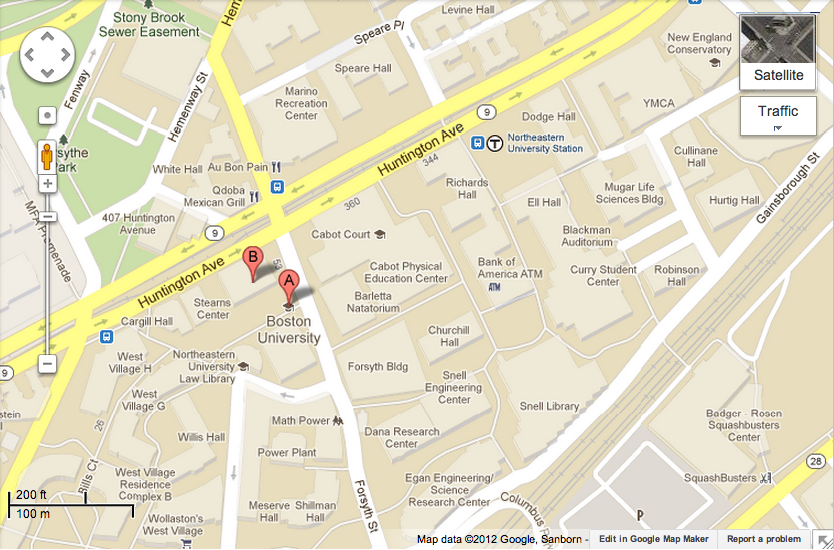 Stony Brook
Sewer Easement
Levine Hall
Speare Pl
New England
Conservatory
Satellite
Traffic
Fenway
Hemenway St
Speare Hall
Marino
Recreation
Center
9
Dodge Hall
YMCA
Northeastern
University Station
T
Huntington Ave
344
Cullinane
Hall
Gainsborough St
White Hall
Au Bon Pain
Park
Qdoba
Mexican Grill
Richards
Hall
Mugar Life
Sciences Bldg
Ell Hall
Hurtig Hall
MFA Promenade
407 Huntington
Avenue
360
9
Cabot Court
Blackman
Auditorium
B
A
Huntington Ave
Cabot Physical
Education Center
Bank of
America ATM
ATM
Curry Student
Center
Robinson
Hall
Stearns
Center
Barletta
Natatorium
Cargill Hall
Boston
University
Churchill
Hall
West
Village H
Northeastern
University
Law Library
Forsyth Bldg
9
Snell
Engineering
Center
West
Village G
Snell Library
Badger - Rosen
Squashbusters
Center
26
Math Power
Willis Hall
Dana Research
Center
Power Plant
28
West Village
Residence
Complex B
Egan Engineering/
Science
Research Center
SquashBusters
Bills Ct
200 ft
100 m
Forsyth St
Columbus
P
Meserve
Hall
Shillman
Hall
Wollaston's
West Village
Map data ©2012 Google, Sanborn -
Edit in Google Map Maker
Report a problem